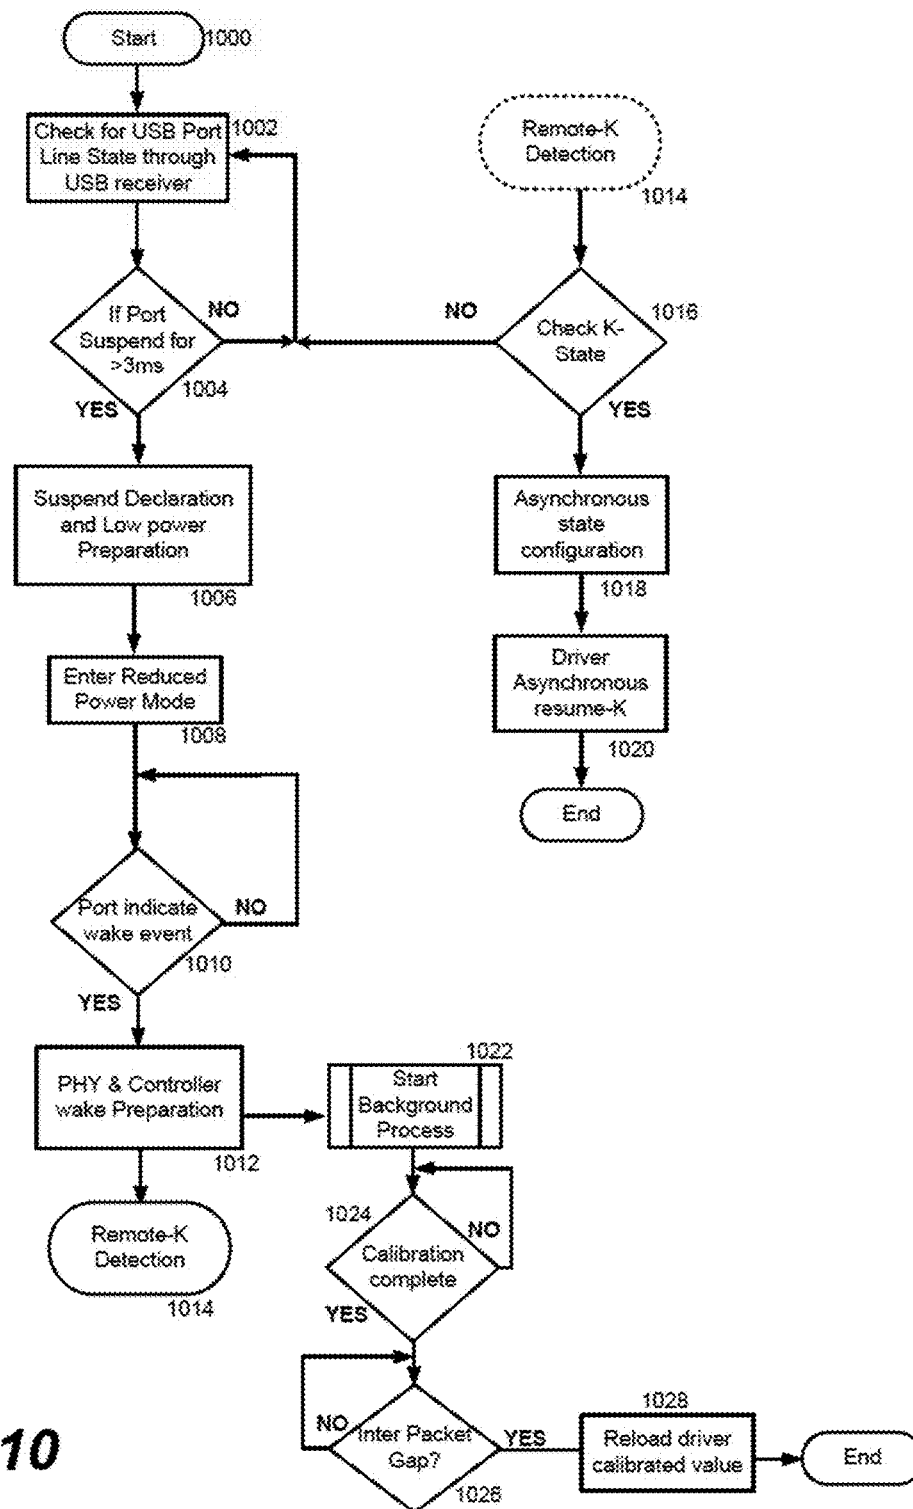 Start
1000
Check for USB Port
Line State through
USB receiver
1002
If Port
Suspend for
>3ms
1004
NO
YES
Suspend Declaration
and Low power
Preparation
1006
Enter Reduced
Power Mode
1008
Port indicate
wake event
1010
NO
YES
PHY & Controller
wake Preparation
1012
Remote-K
Detection
1014
Remote-K
Detection
1014
Check K-
State
1016
NO
YES
Asynchronous
state
configuration
1018
Driver
Asynchronous
resume-K
1020
End
1022
Start
Background
Process
1024
Calibration
complete
NO
YES
Inter Packet
Gap?
1026
NO
YES
1028
Reload driver
calibrated value
End
10